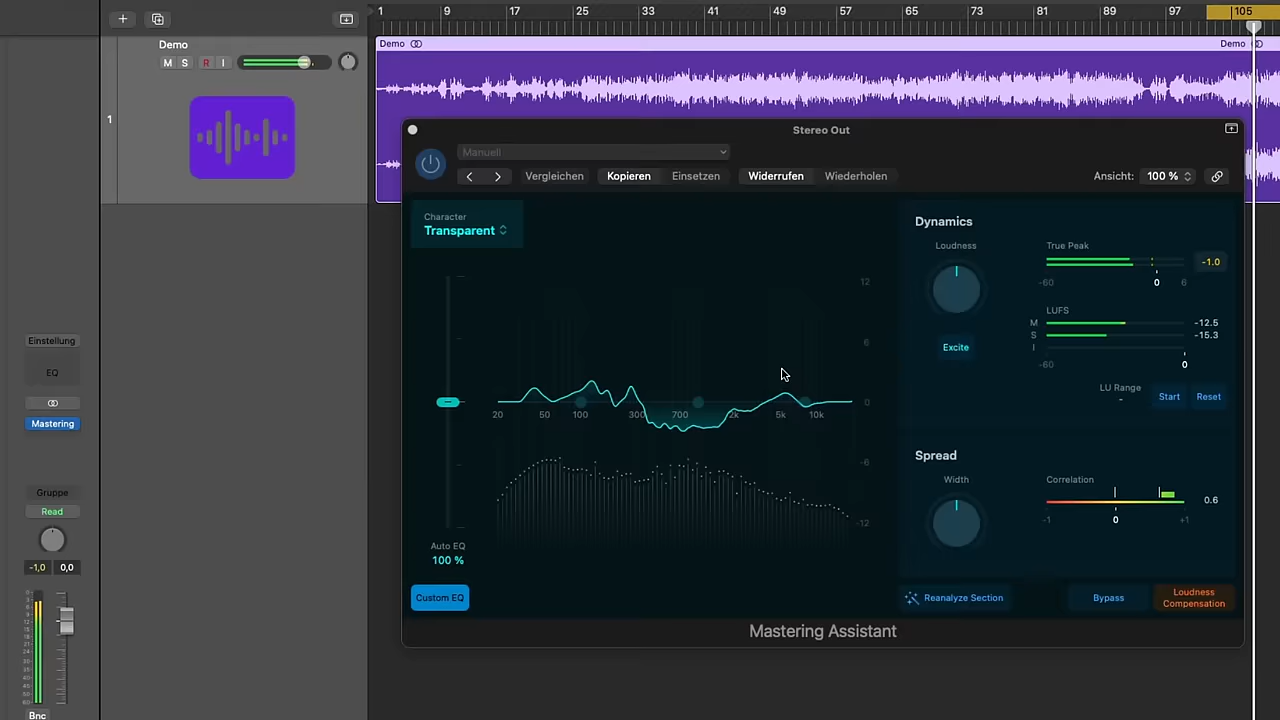 1 9 17 25 33 41 49 57 65 73 81 89 97 105
Demo
M S R I
1
Demo
Demo
Stereo Out
Manuell
Vergleichen Kopieren Einsetzen Widerrufen Wiederholen Ansicht: 100 %
Character
Transparent
12
6
0
-6
-12
20 50 100 300 700 2k 5k 10k
Auto EQ
100 %
Custom EQ
Dynamics
Loudness
Excite
True Peak
-1.0
-60 0 6
LUFS
M -12.5
S -15.3
I
-60 0
LU Range
-
Start Reset
Spread
Width
Correlation
0.6
-1 0 +1
Reanalyze Section
Bypass
Loudness
Compensation
Mastering Assistant
Einstellung
EQ
Mastering
Gruppe
Read
-1,0 0,0
Bnc